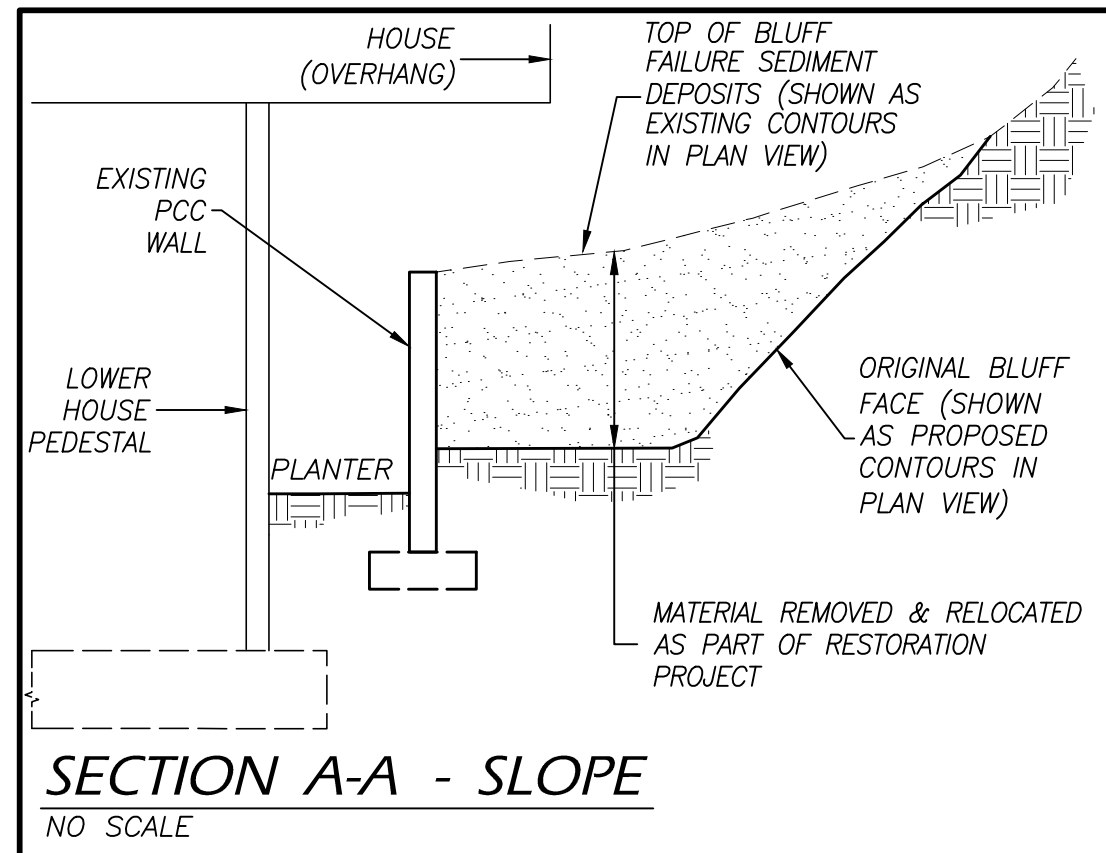 HOUSE
(OVERHANG)
TOP OF BLUFF
FAILURE SEDIMENT
DEPOSITS (SHOWN AS
EXISTING CONTOURS
IN PLAN VIEW)
EXISTING
PCC
WALL
LOWER
HOUSE
PEDESTAL
PLANTER
ORIGINAL BLUFF
FACE (SHOWN
AS PROPOSED
CONTOURS IN
PLAN VIEW)
MATERIAL REMOVED & RELOCATED
AS PART OF RESTORATION
PROJECT
SECTION A-A - SLOPE
NO SCALE